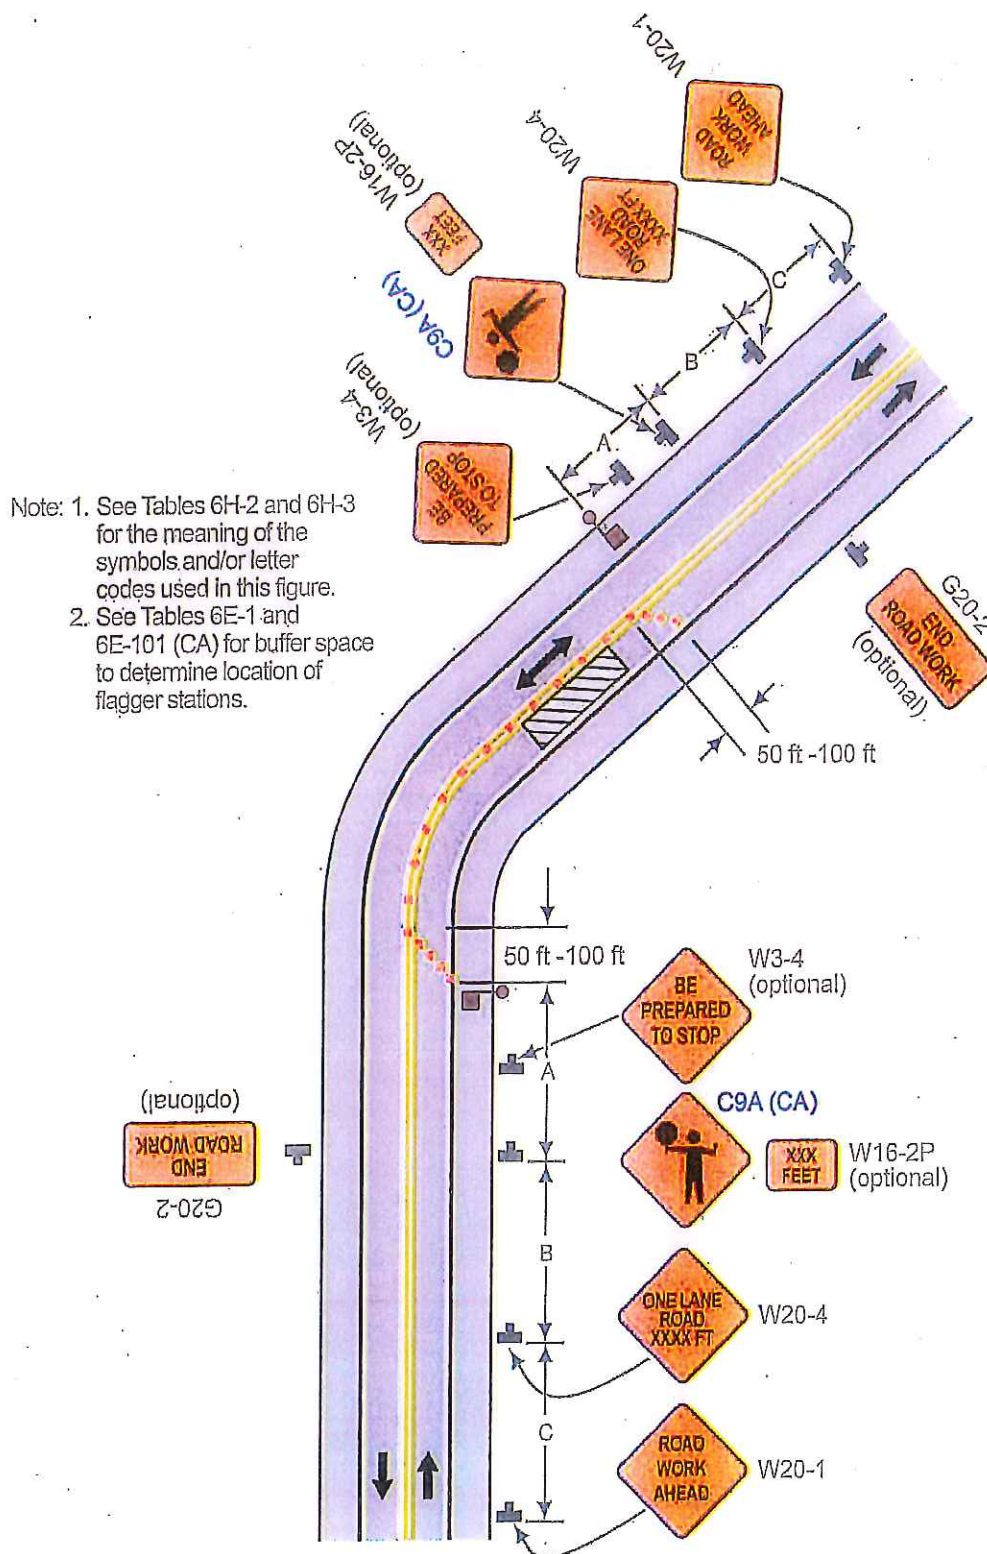 W20-1
ROAD
WORK
AHEAD
W20-4
ONE LANE
ROAD
XXXX FT
W16-2P
(optional)
XXX
FEET
C9A (CA)
W3-4
(optional)
BE
PREPARED
TO STOP
C
B
A
Note: 1. See Tables 6H-2 and 6H-3
for the meaning of the
symbols and/or letter
codes used in this figure.
2. See Tables 6E-1 and
6E-101 (CA) for buffer space
to determine location of
flagger stations.
G20-2
(optional)
END
ROAD WORK
50 ft -100 ft
50 ft -100 ft
W3-4
(optional)
BE
PREPARED
TO STOP
A
C9A (CA)
XXX
FEET
W16-2P
(optional)
G20-2
(optional)
END
ROAD WORK
B
ONE LANE
ROAD
XXXX FT
W20-4
C
ROAD
WORK
AHEAD
W20-1